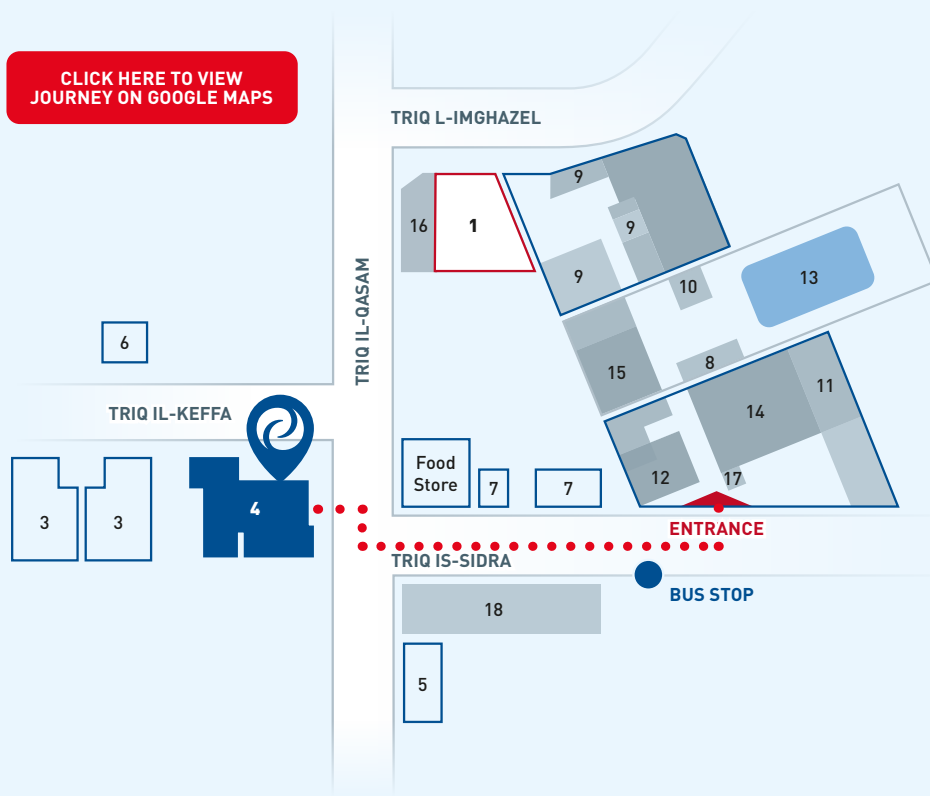 CLICK HERE TO VIEW
JOURNEY ON GOOGLE MAPS
TRIQ L-IMGHAZEL
9
16
1
9
9
10
13
TRIQ IL-QASAM
6
15
8
11
14
TRIQ IL-KEFFA
Food
Store
7
7
12
17
3
3
4
ENTRANCE
TRIQ IS-SIDRA
BUS STOP
18
5